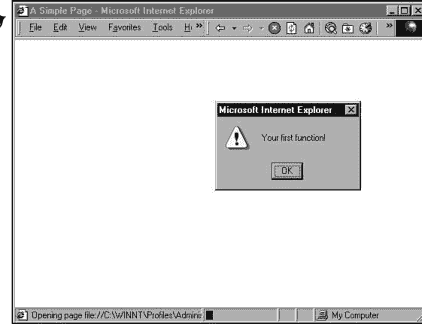 A Simple Page - Microsoft Internet Explorer
File Edit View Favorites Tools »
Microsoft Internet Explorer
Your first function!
OK
Opening page file://C:\WINNT\Profiles\Adminis My Computer